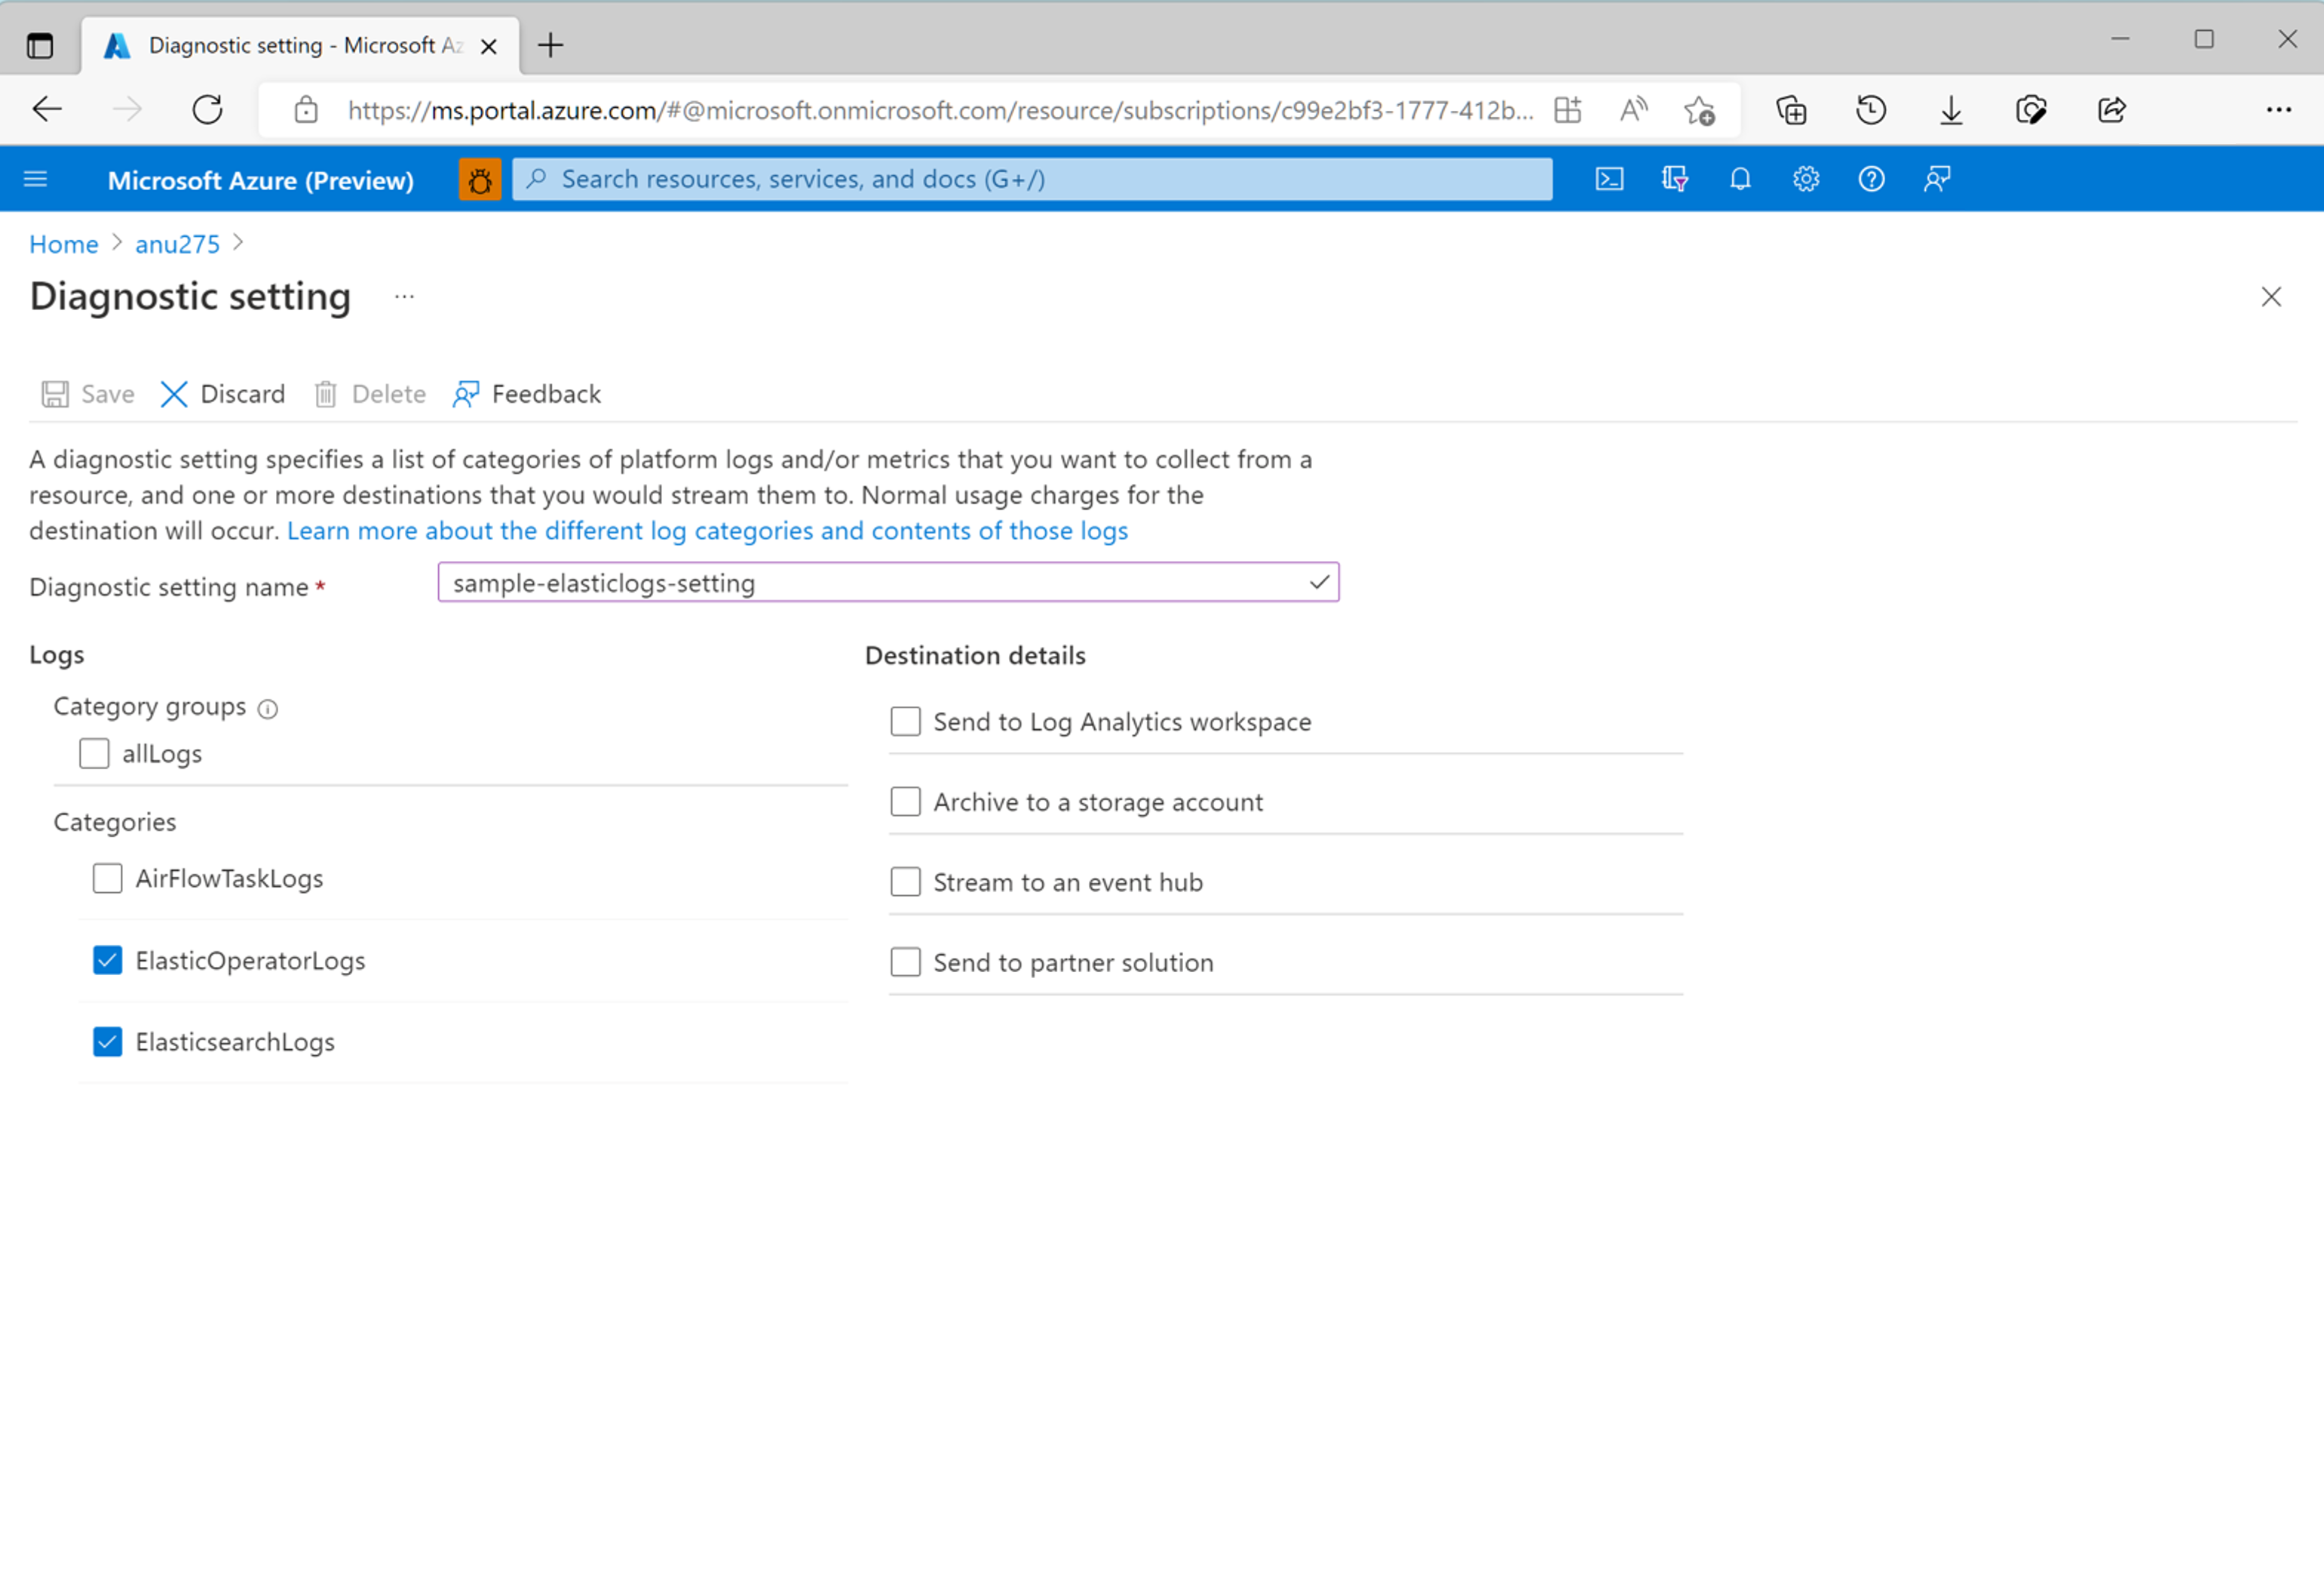 Diagnostic setting - Microsoft Az
https://ms.portal.azure.com/#@microsoft.onmicrosoft.com/resource/subscriptions/c99e2bf3-1777-412b...
Microsoft Azure (Preview)
Search resources, services, and docs (G+/)
Home > anu275 >
Diagnostic setting ...
Save Discard Delete Feedback
A diagnostic setting specifies a list of categories of platform logs and/or metrics that you want to collect from a
resource, and one or more destinations that you would stream them to. Normal usage charges for the
destination will occur. Learn more about the different log categories and contents of those logs
Diagnostic setting name *
sample-elasticlogs-setting
Logs
Category groups
allLogs
Categories
AirFlowTaskLogs
ElasticOperatorLogs
ElasticsearchLogs
Destination details
Send to Log Analytics workspace
Archive to a storage account
Stream to an event hub
Send to partner solution